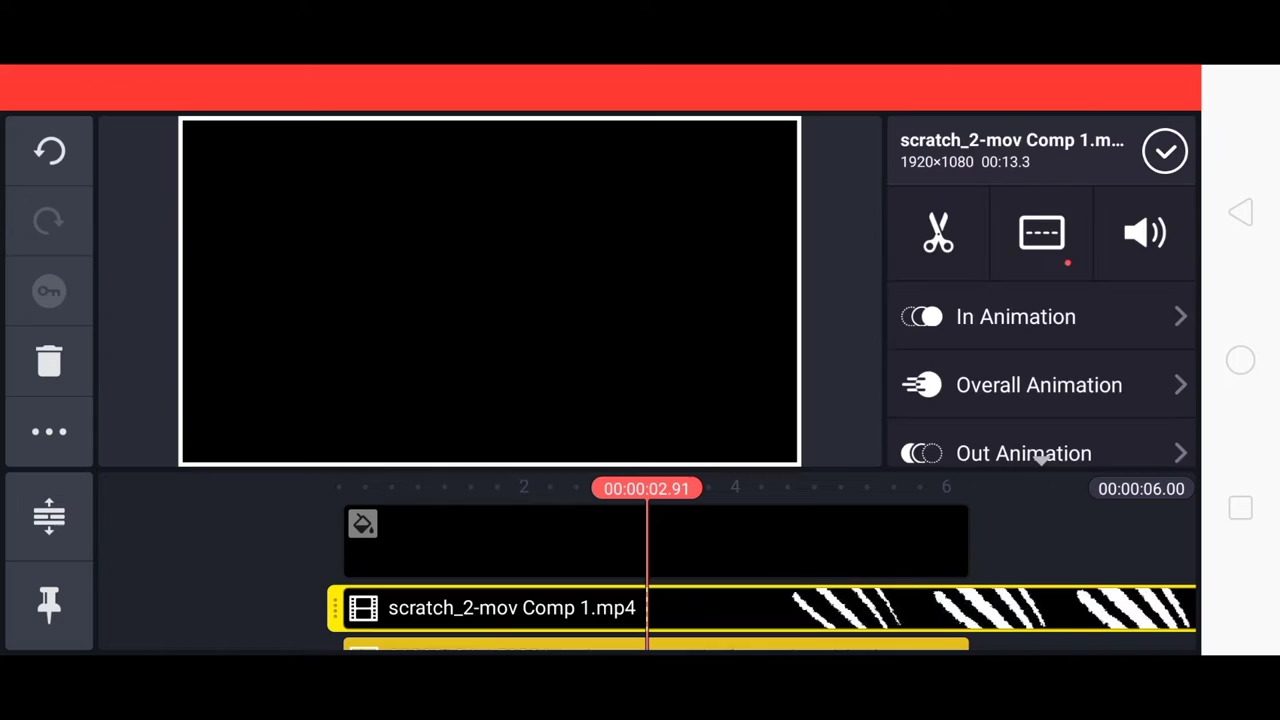 scratch_2-mov Comp 1.m...
1920×1080 00:13.3
In Animation
Overall Animation
Out Animation
2
00:00:02.91
4
6
00:00:06.00
scratch_2-mov Comp 1.mp4